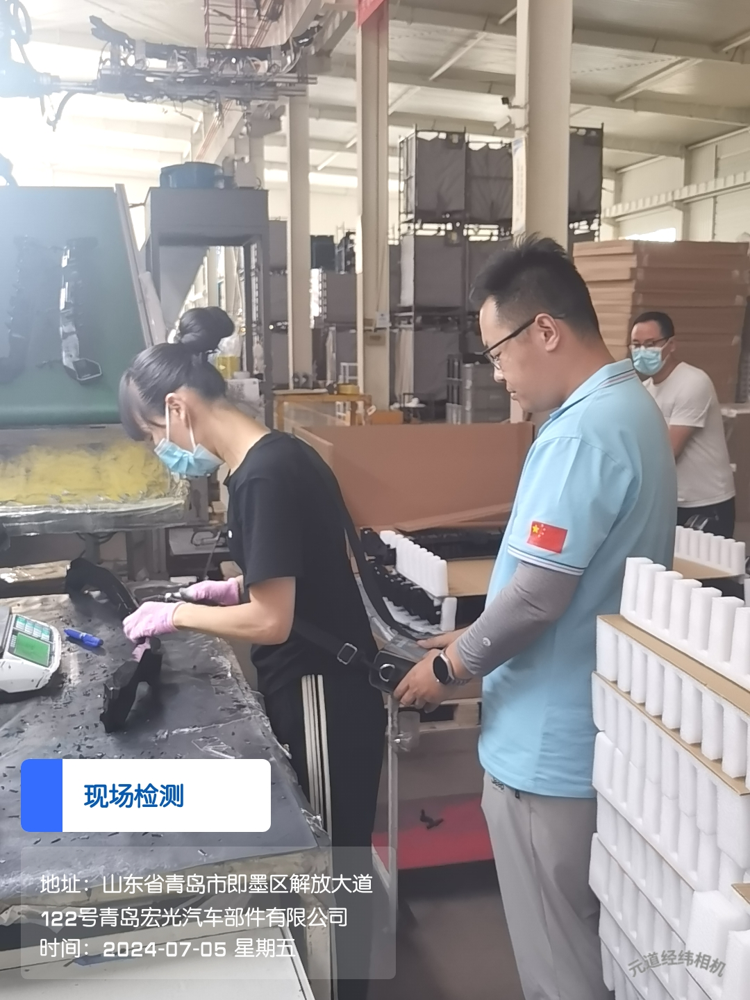 现场检测
地址：山东省青岛市即墨区解放大道
122号青岛宏光汽车部件有限公司
时间：2024-07-05 星期五
元道经纬相机